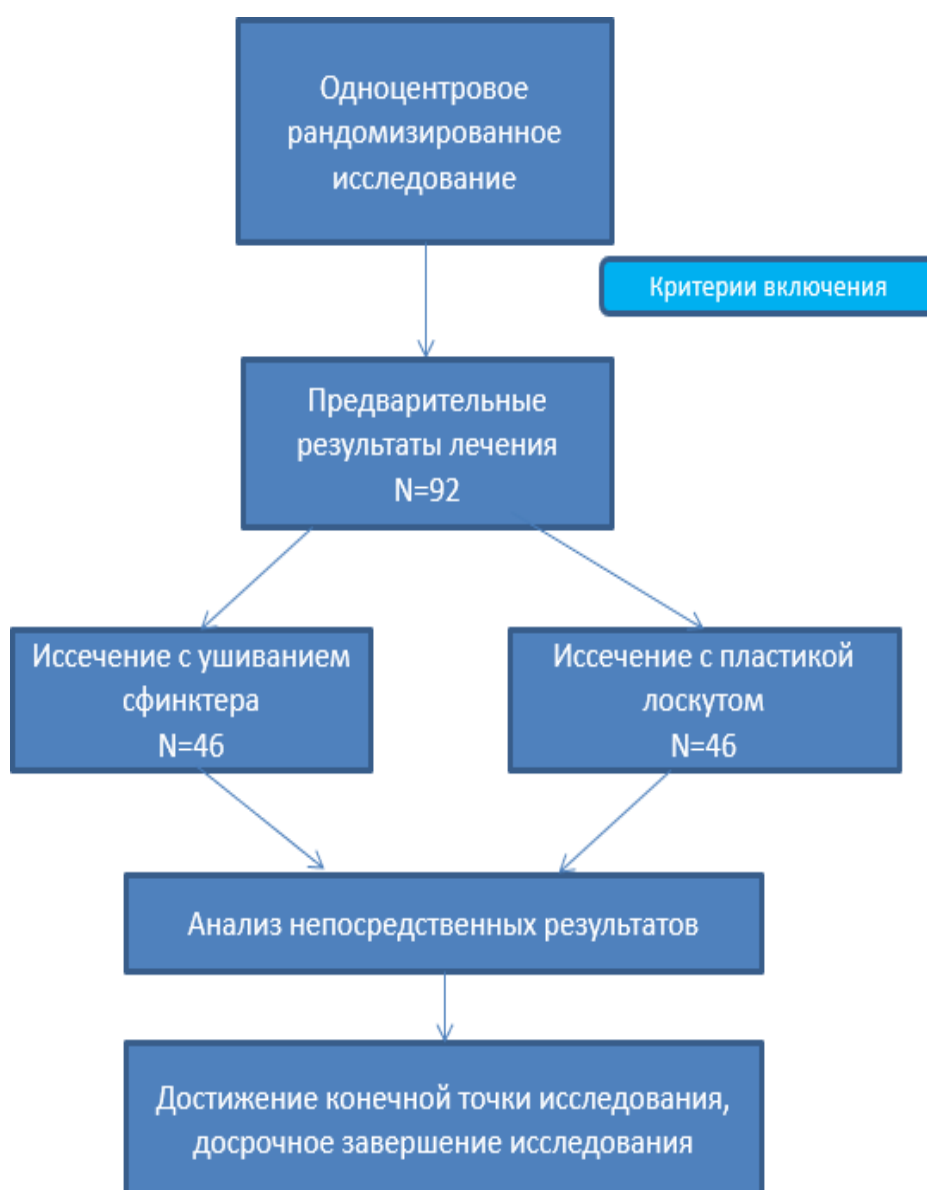 Одноцентровое
рандомизированное
исследование
Критерии включения
Предварительные
результаты лечения
N=92
Иссечение с ушиванием
сфинктера
N=46
Иссечение с пластикой
лоскутом
N=46
Анализ непосредственных результатов
Достижение конечной точки исследования,
досрочное завершение исследования